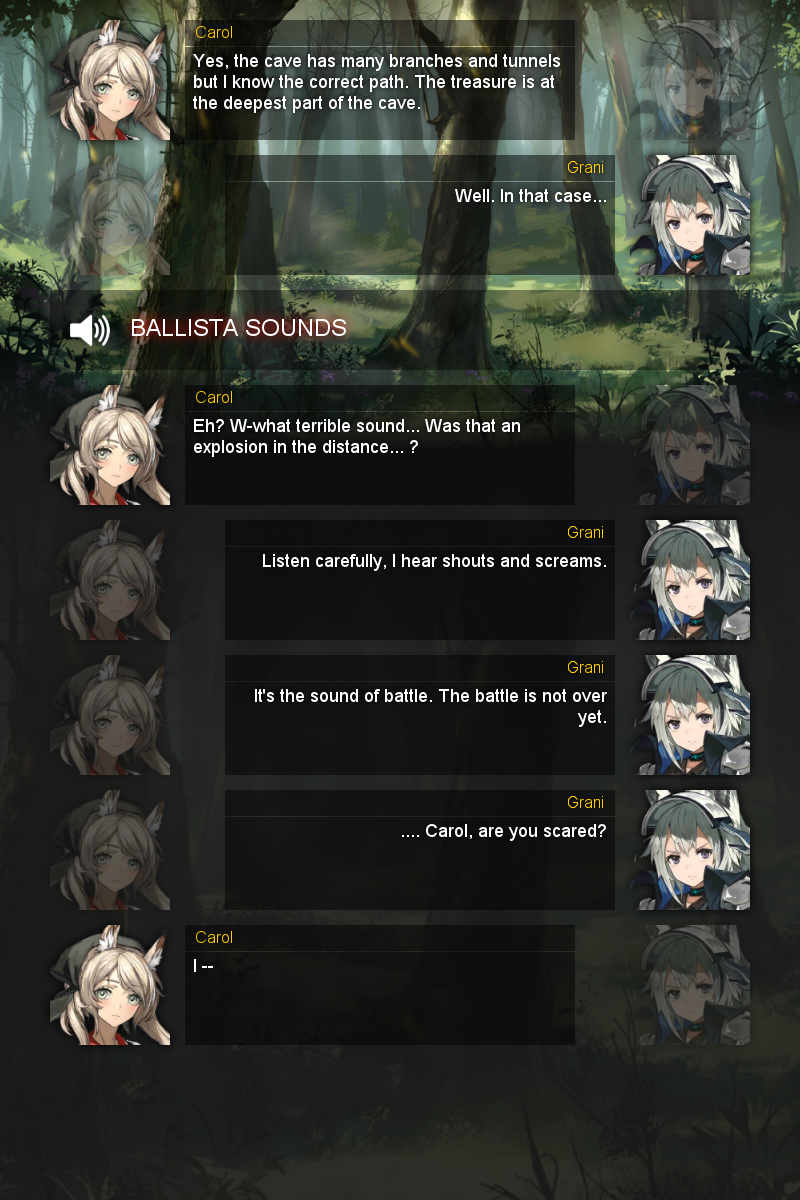 Carol
Yes, the cave has many branches and tunnels
but I know the correct path. The treasure is at
the deepest part of the cave.
Grani
Well. In that case...
BALLISTA SOUNDS
Carol
Eh? W-what terrible sound... Was that an
explosion in the distance... ?
Grani
Listen carefully, I hear shouts and screams.
Grani
It's the sound of battle. The battle is not over
yet.
Grani
.... Carol, are you scared?
Carol
I --